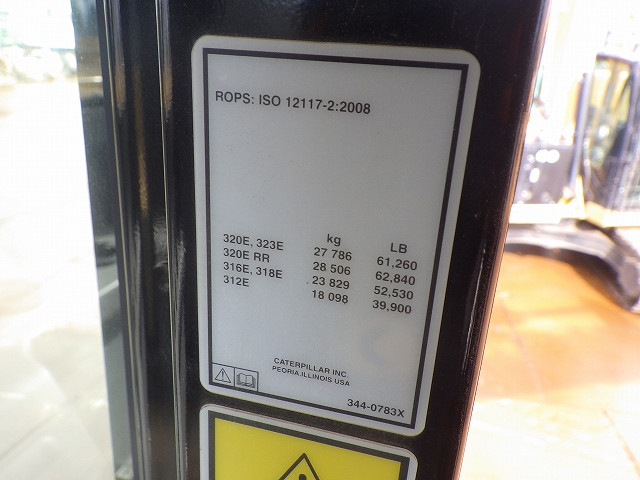 ROPS: ISO 12117-2:2008
kg LB
320E, 323E 27 786 61,260
320E RR 28 506 62,840
316E, 318E 23 829 52,530
312E 18 098 39,900
CATERPILLAR INC.
PEORIA,ILLINOIS USA
344-0783X